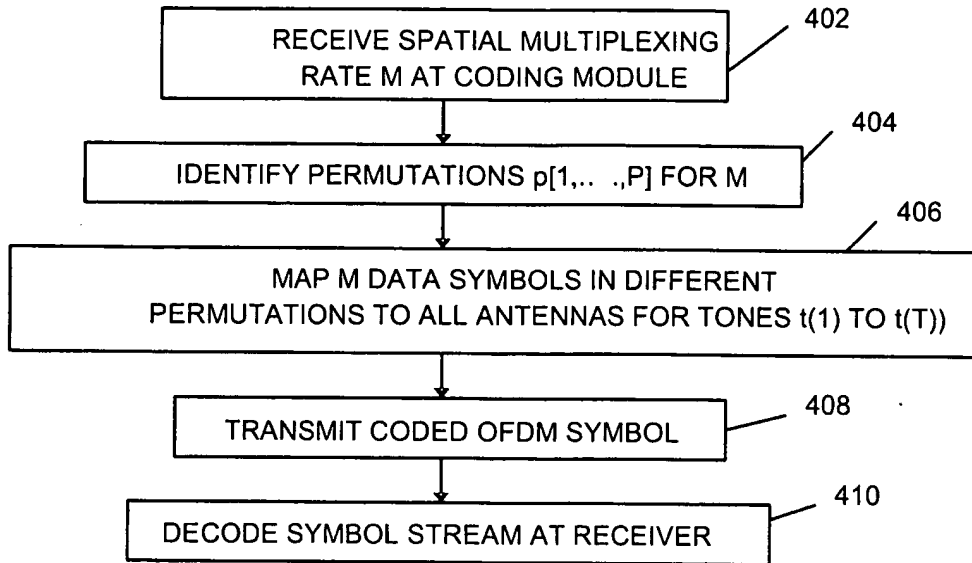 RECEIVE SPATIAL MULTIPLEXING
RATE M AT CODING MODULE
402
IDENTIFY PERMUTATIONS p[1,.. .,P] FOR M
404
MAP M DATA SYMBOLS IN DIFFERENT
PERMUTATIONS TO ALL ANTENNAS FOR TONES t(1) TO t(T))
406
TRANSMIT CODED OFDM SYMBOL
408
DECODE SYMBOL STREAM AT RECEIVER
410